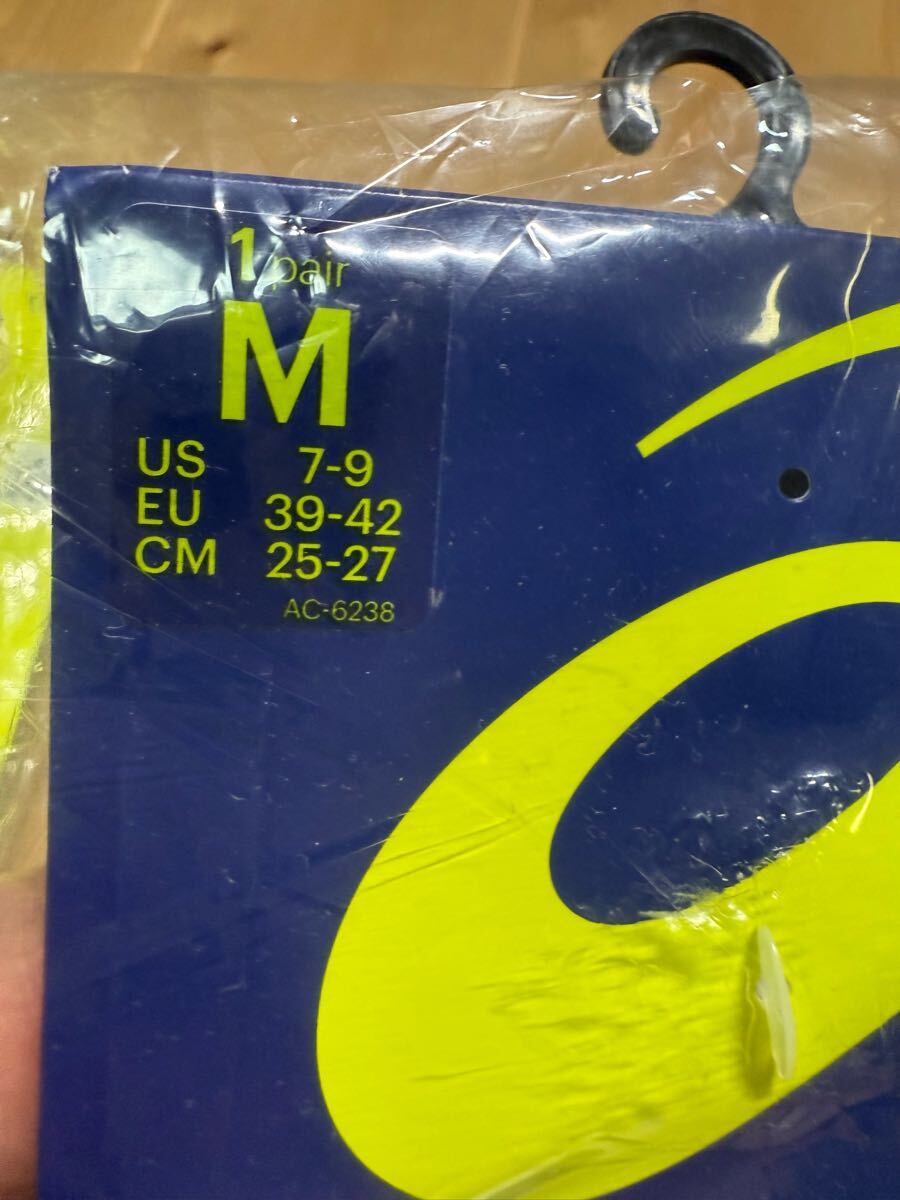 1 pair
M
US 7-9
EU 39-42
CM 25-27
AC-6238